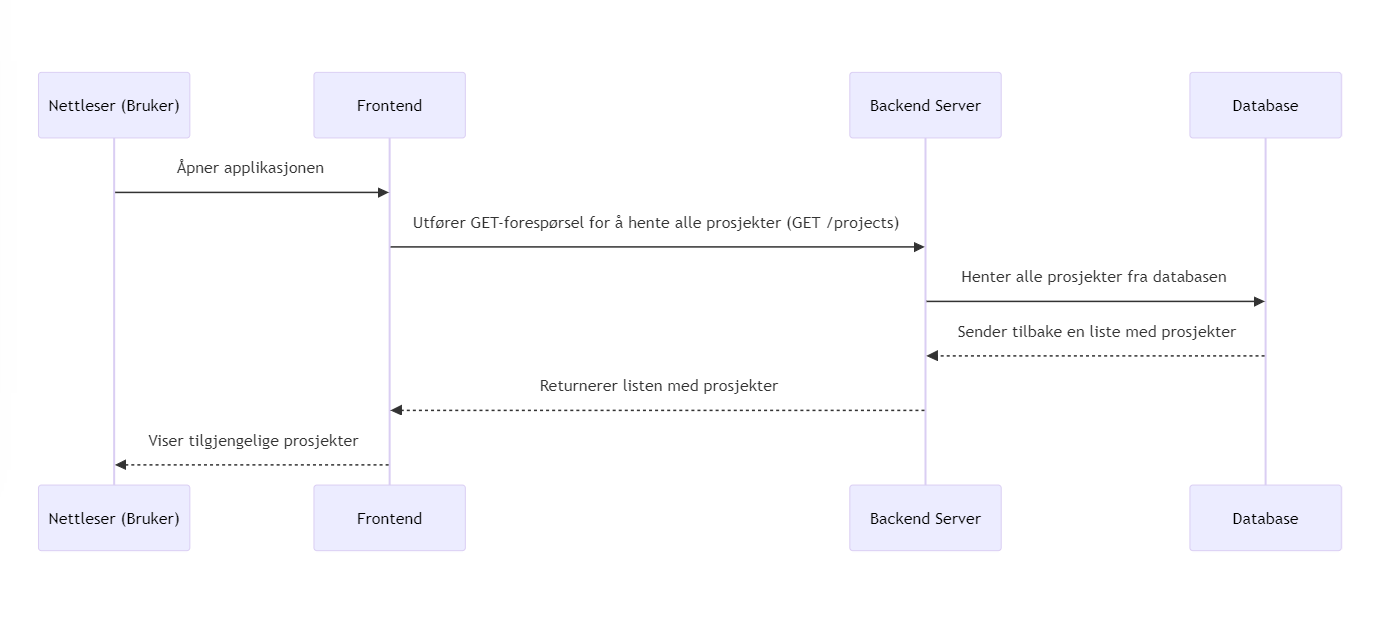 Nettleser (Bruker)
Frontend
Backend Server
Database
Åpner applikasjonen
Utfører GET-forespørsel for å hente alle prosjekter (GET /projects)
Henter alle prosjekter fra databasen
Sender tilbake en liste med prosjekter
Returnerer listen med prosjekter
Viser tilgjengelige prosjekter
Nettleser (Bruker)
Frontend
Backend Server
Database